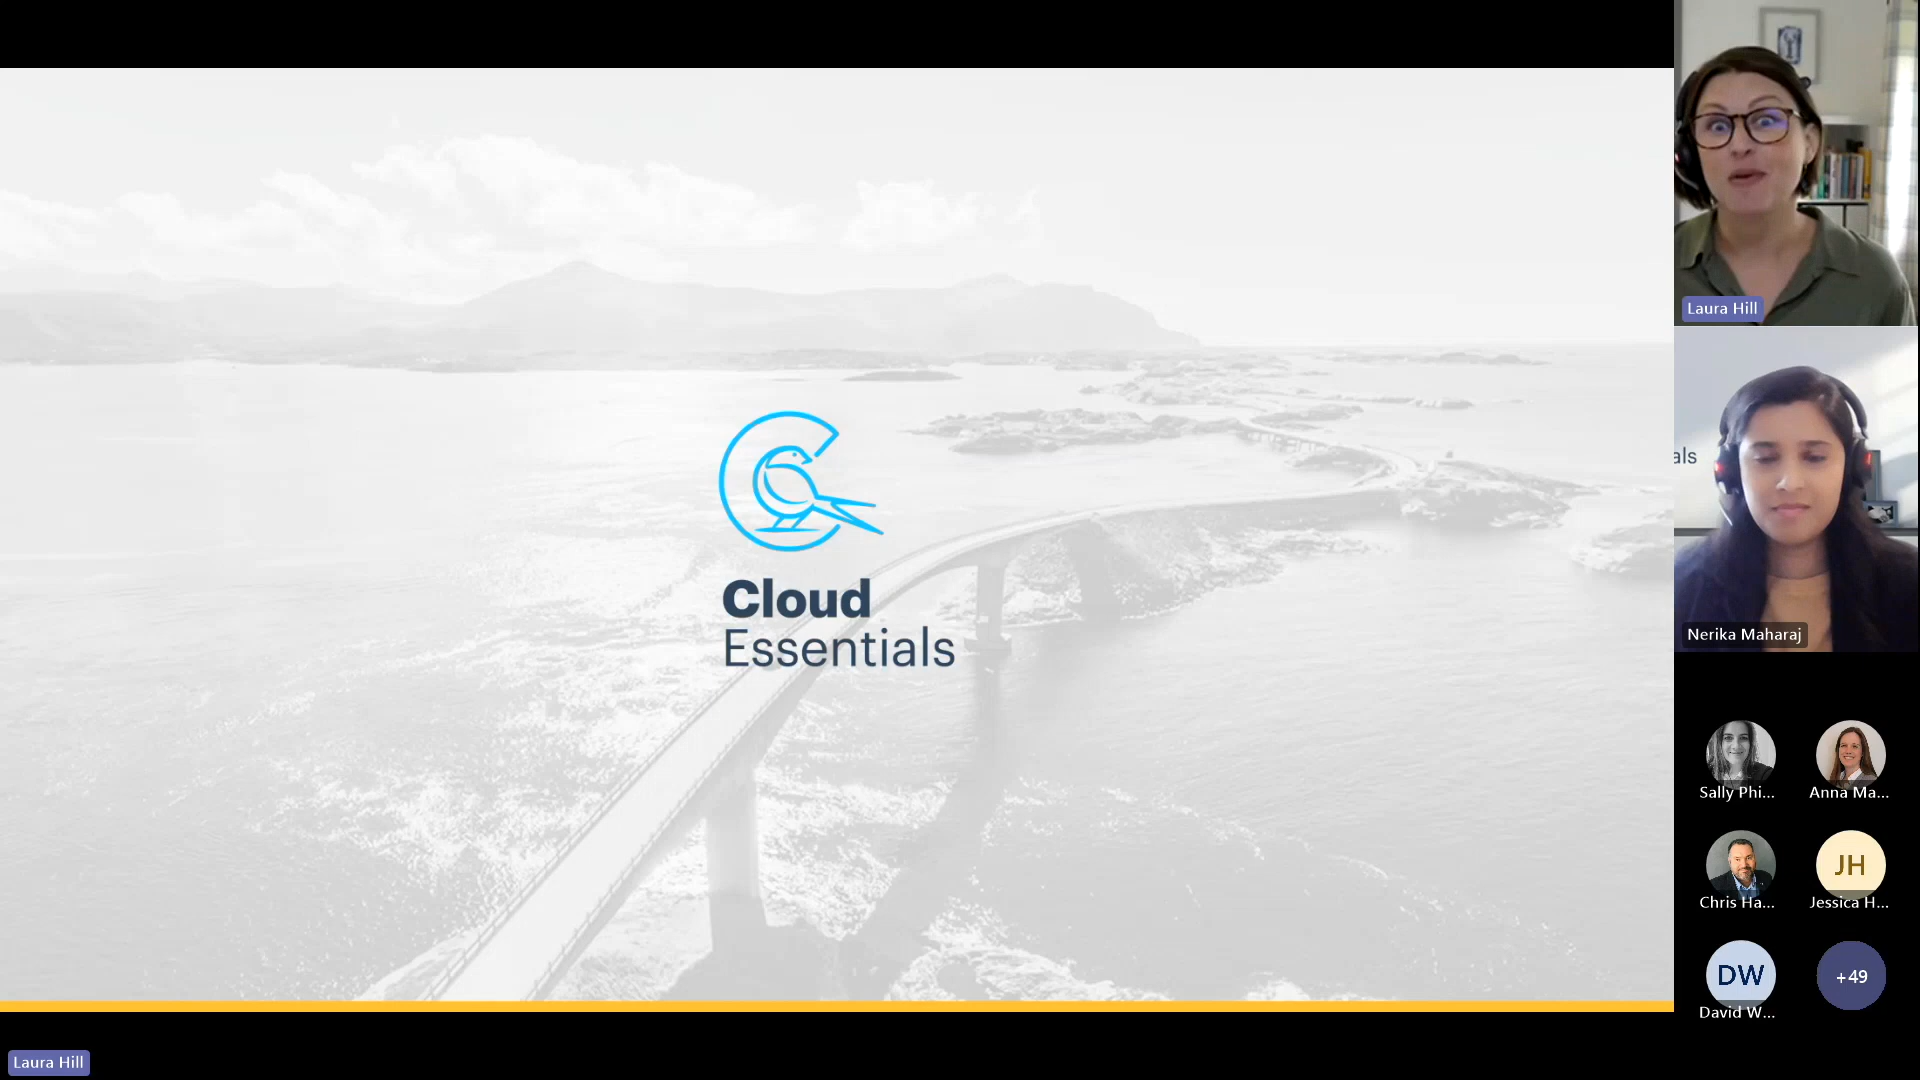 Cloud
Essentials
Laura Hill
als
Nerika Maharaj
Sally Phi...
Anna Ma...
Chris Ha...
JH
Jessica H...
DW
David W...
+49
Laura Hill